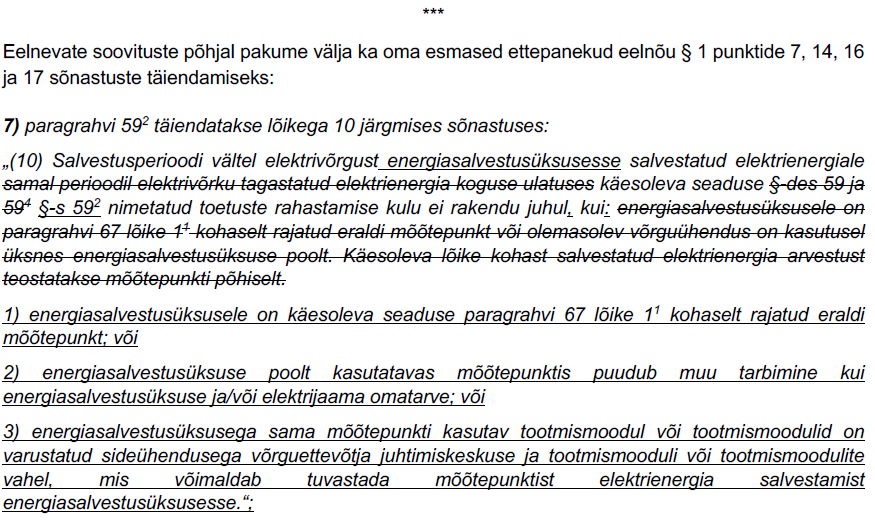 ***
Eelnevate soovituste põhjal pakume välja ka oma esmased ettepanekud eelnõu § 1 punktide 7, 14, 16
ja 17 sõnastuste täiendamiseks:
7) paragrahvi 59² täiendatakse lõikega 10 järgmises sõnastuses:
„(10) Salvestusperioodi vältel elektrivõrgust energiasalvestusüksusesse salvestatud elektrienergiale
samal perioodil elektrivõrku tagastatud elektrienergia koguse ulatuses käesoleva seaduse §-des 59 ja
59⁴ §-s 59² nimetatud toetuste rahastamise kulu ei rakendu juhul, kui: energiasalvestusüksusele on
paragrahvi 67 lõike 1¹ kohaselt rajatud eraldi mõõtepunkt või olemasolev võrguühendus on kasutusel
üksnes energiasalvestusüksuse poolt. Käesoleva lõike kohast salvestatud elektrienergia arvestust
teostatakse mõõtepunkti põhiselt.
1) energiasalvestusüksusele on käesoleva seaduse paragrahvi 67 lõike 1¹ kohaselt rajatud eraldi
mõõtepunkt; või
2) energiasalvestusüksuse poolt kasutatavas mõõtepunktis puudub muu tarbimine kui
energiasalvestusüksuse ja/või elektrijaama omatarve; või
3) energiasalvestusüksusega sama mõõtepunkti kasutav tootmismoodul või tootmismoodulid on
varustatud sideühendusega võrguettevõtja juhtimiskeskuse ja tootmismooduli või tootmismoodulite
vahel, mis võimaldab tuvastada mõõtepunktist elektrienergia salvestamist
energiasalvestusüksusesse.“;